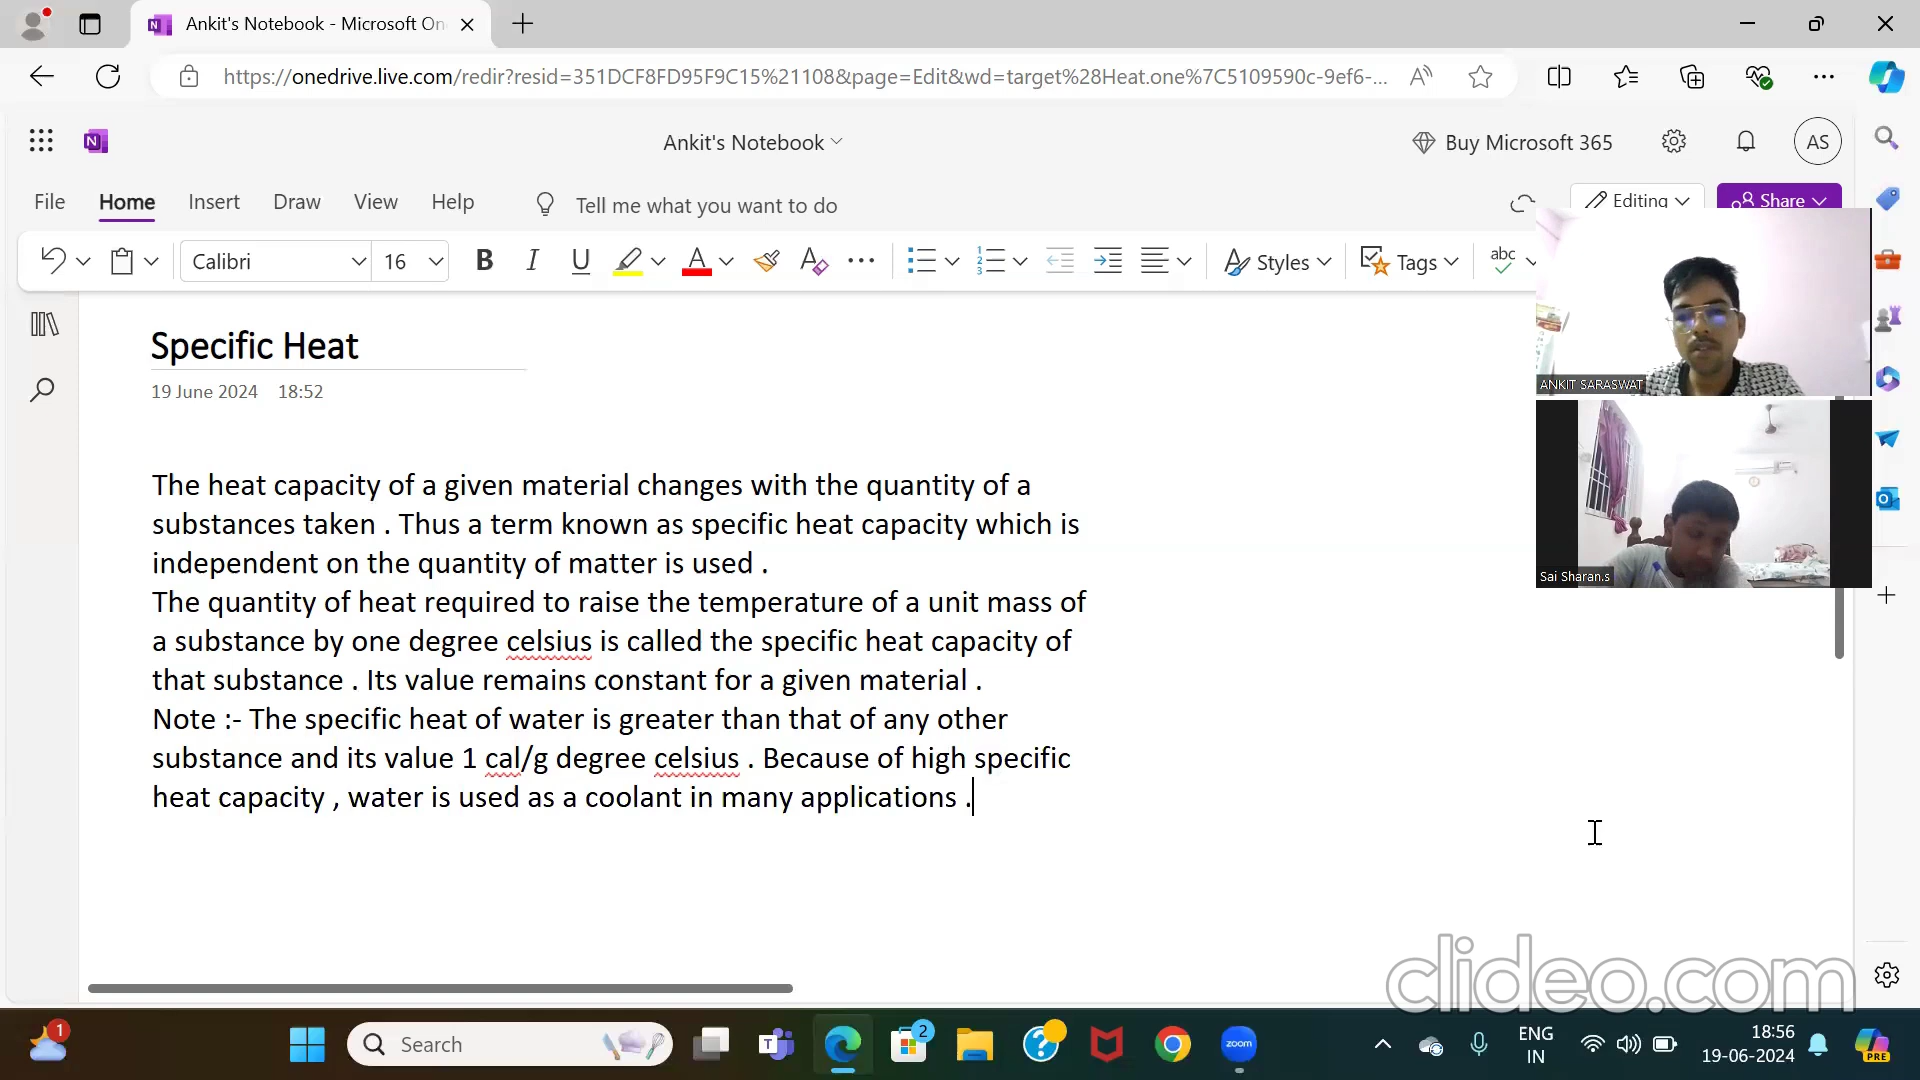 Ankit's Notebook - Microsoft On
https://onedrive.live.com/redir?resid=351DCF8FD95F9C15%21108&page=Edit&wd=target%28Heat.one%7C5109590c-9ef6-...
Ankit's Notebook
Buy Microsoft 365
AS
File Home Insert Draw View Help Tell me what you want to do
Editing Share
Calibri 16 B I U A Styles Tags abc
Specific Heat
19 June 2024 18:52
ANKIT SARASWAT
The heat capacity of a given material changes with the quantity of a
substances taken . Thus a term known as specific heat capacity which is
independent on the quantity of matter is used .
Sai Sharan.s
The quantity of heat required to raise the temperature of a unit mass of
a substance by one degree celsius is called the specific heat capacity of
that substance . Its value remains constant for a given material .
Note :- The specific heat of water is greater than that of any other
substance and its value 1 cal/g degree celsius . Because of high specific
heat capacity , water is used as a coolant in many applications .
clideo.com
1 Search 2 zoom ENG 18:56
IN 19-06-2024 PRE